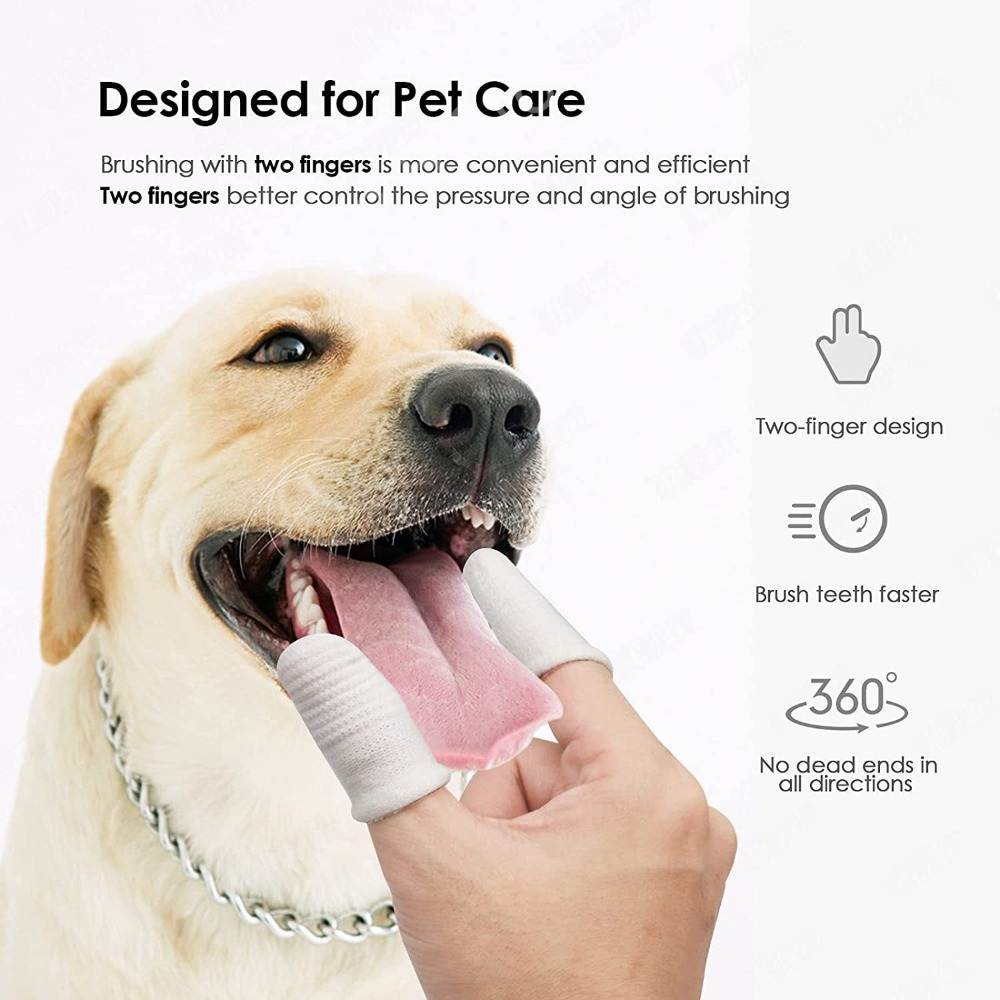 Designed for Pet Care
Brushing with two fingers is more convenient and efficient
Two fingers better control the pressure and angle of brushing
Two-finger design
Brush teeth faster
360°
No dead ends in
all directions